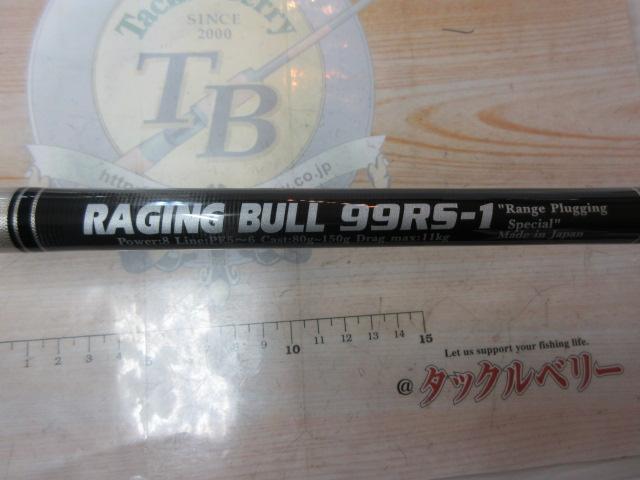 Tackle Berry
SINCE
2000
TB
RAGING BULL 99RS-1
"Range Plugging
Special"
Power:8 Line:PE5～6 Cast:80g~150g Drag max:11kg
Made in Japan
1 2 3 4 5 8 9 10 11 12 13 14 15
Let us support your fishing life.
@タックルベリー